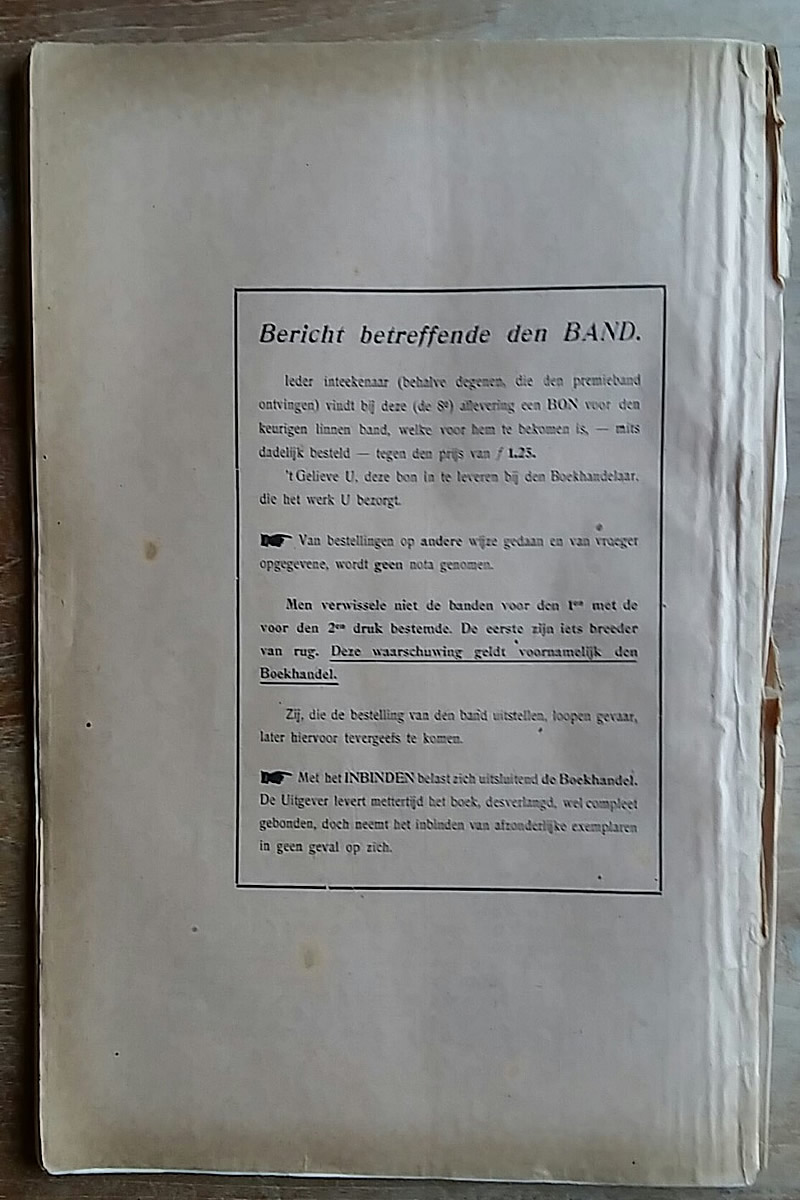 Bericht betreffende den BAND.
Ieder inteekenaar (behalve degenen, die den premieband
ontvingen) vindt bij deze (de 8e) aflevering een BON voor den
keurigen linnen band, welke voor hem te bekomen is, — mits
dadelijk besteld — tegen den prijs van f 1.25.
't Gelieve U, deze bon in te leveren bij den Boekhandelaar,
die het werk U bezorgt.
☛ Van bestellingen op andere wijze gedaan en van vroeger
opgegevene, wordt geen nota genomen.
Men verwissele niet de banden voor den 1en met de
voor den 2en druk bestemde. De eerste zijn iets breeder
van rug. Deze waarschuwing geldt voornamelijk den
Boekhandel.
Zij, die de bestelling van den band uitstellen, loopen gevaar,
later hiervoor tevergeefs te komen.
☛ Met het INBINDEN belast zich uitsluitend de Boekhandel.
De Uitgever levert mettertijd het boek, desverlangd, wel compleet
gebonden, doch neemt het inbinden van afzonderlijke exemplaren
in geen geval op zich.